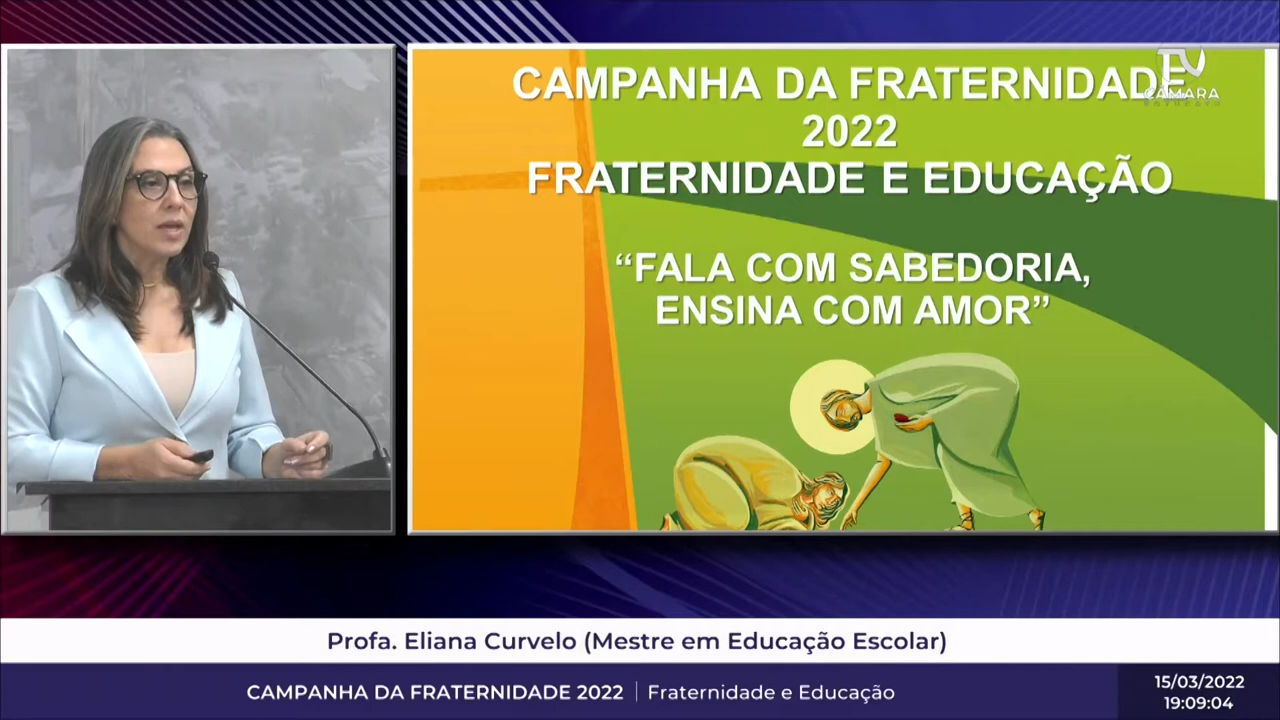 CAMPANHA DA FRATERNIDADE
2022
FRATERNIDADE E EDUCAÇÃO
“FALA COM SABEDORIA,
ENSINA COM AMOR”
TV
CÂMARA
BOTUCATU
Profa. Eliana Curvelo (Mestre em Educação Escolar)
CAMPANHA DA FRATERNIDADE 2022 | Fraternidade e Educação
15/03/2022
19:09:04